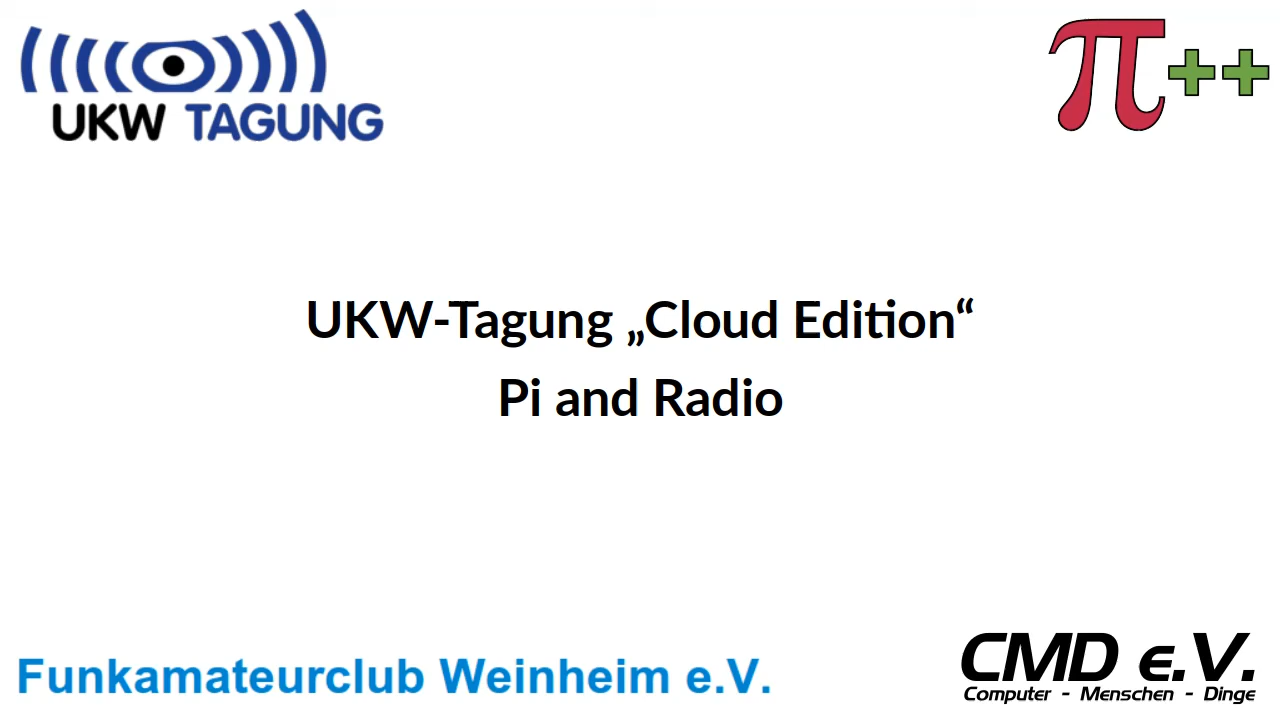 UKW TAGUNG
π++
UKW-Tagung „Cloud Edition“
Pi and Radio
Funkamateurclub Weinheim e.V.
CMD e.V.
Computer - Menschen - Dinge